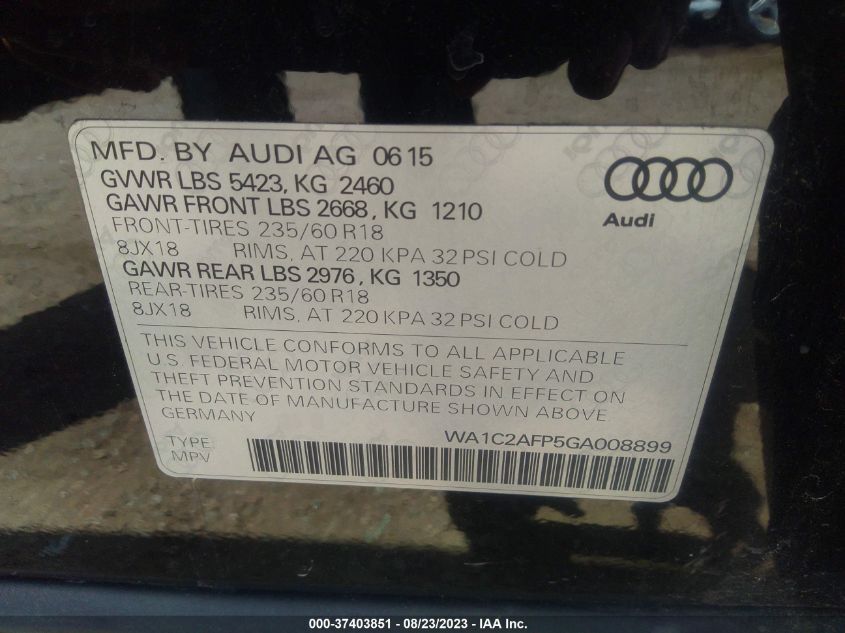 MFD. BY AUDI AG 06 15
GVWR LBS 5423, KG 2460
GAWR FRONT LBS 2668, KG 1210
FRONT-TIRES 235/60 R18
8JX18 RIMS, AT 220 KPA 32 PSI COLD
GAWR REAR LBS 2976, KG 1350
REAR-TIRES 235/60 R18
8JX18 RIMS, AT 220 KPA 32 PSI COLD
Audi
THIS VEHICLE CONFORMS TO ALL APPLICABLE
U.S. FEDERAL MOTOR VEHICLE SAFETY AND
THEFT PREVENTION STANDARDS IN EFFECT ON
THE DATE OF MANUFACTURE SHOWN ABOVE
GERMANY
WA1C2AFP5GA008899
TYPE
MPV
000-37403851 - 08/23/2023 - IAA Inc.